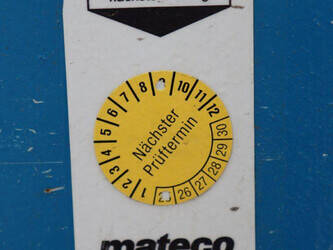 1 2 3 4 5 6 7 8 9 10 11 12
Nächster
Prüftermin
25 26 27 28 29 30
mateco